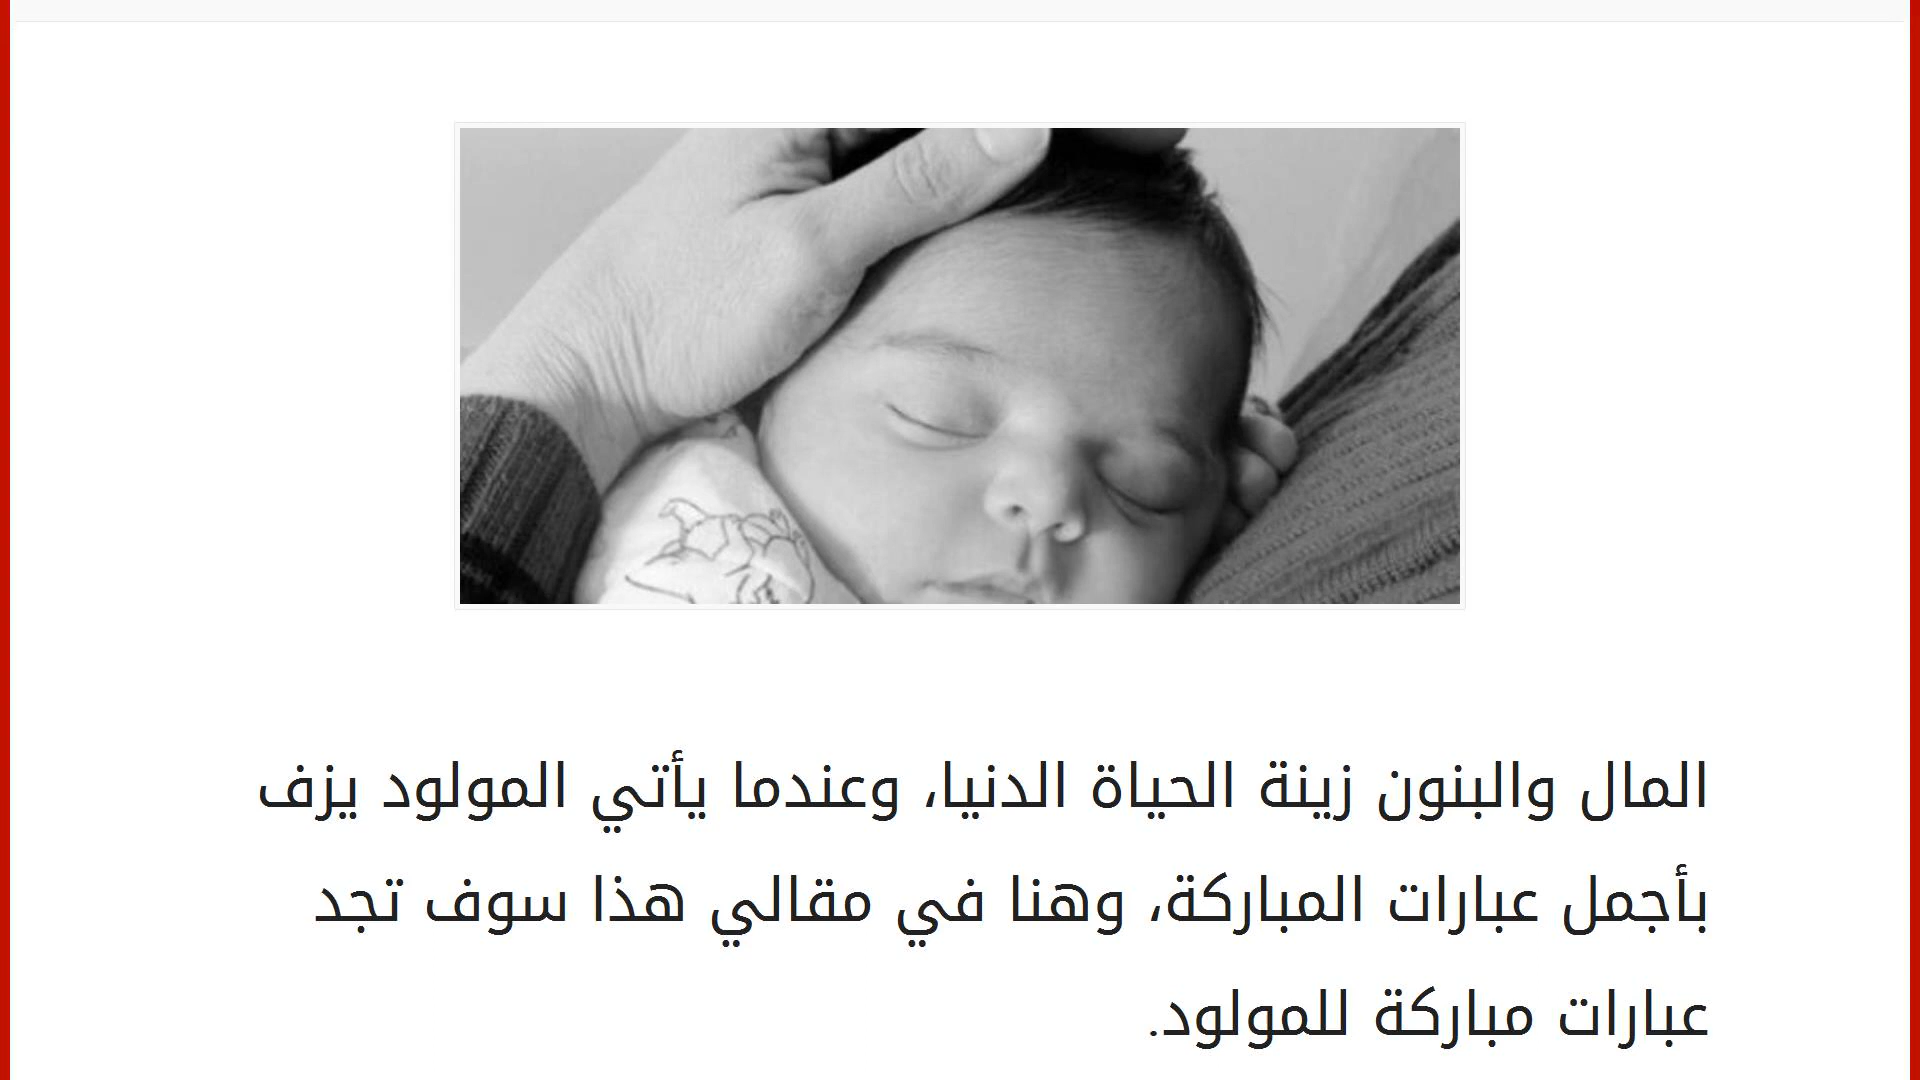 المال والبنون زينة الحياة الدنيا، وعندما يأتي المولود يزف
بأجمل عبارات المباركة، وهنا في مقالي هذا سوف تجد
عبارات مباركة للمولود.